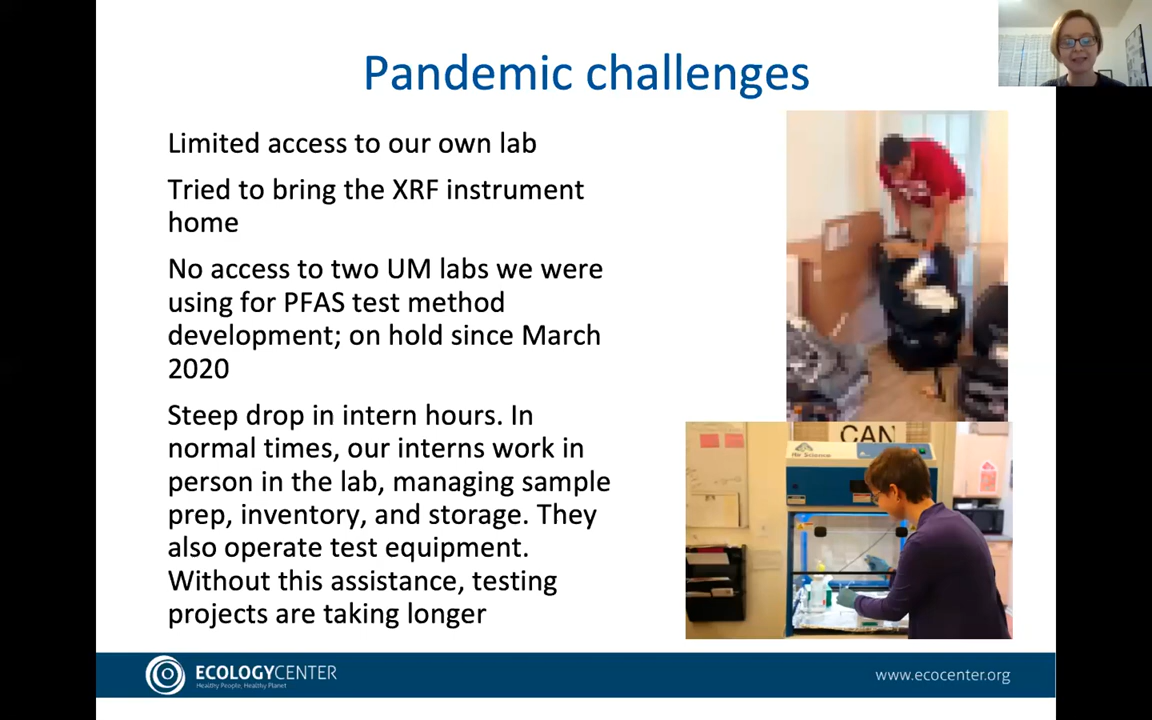 Pandemic challenges
Limited access to our own lab
Tried to bring the XRF instrument
home
No access to two UM labs we were
using for PFAS test method
development; on hold since March
2020
Steep drop in intern hours. In
normal times, our interns work in
person in the lab, managing sample
prep, inventory, and storage. They
also operate test equipment.
Without this assistance, testing
projects are taking longer
CAN
Air Science
ECOLOGYCENTER
Healthy People, Healthy Planet
www.ecocenter.org